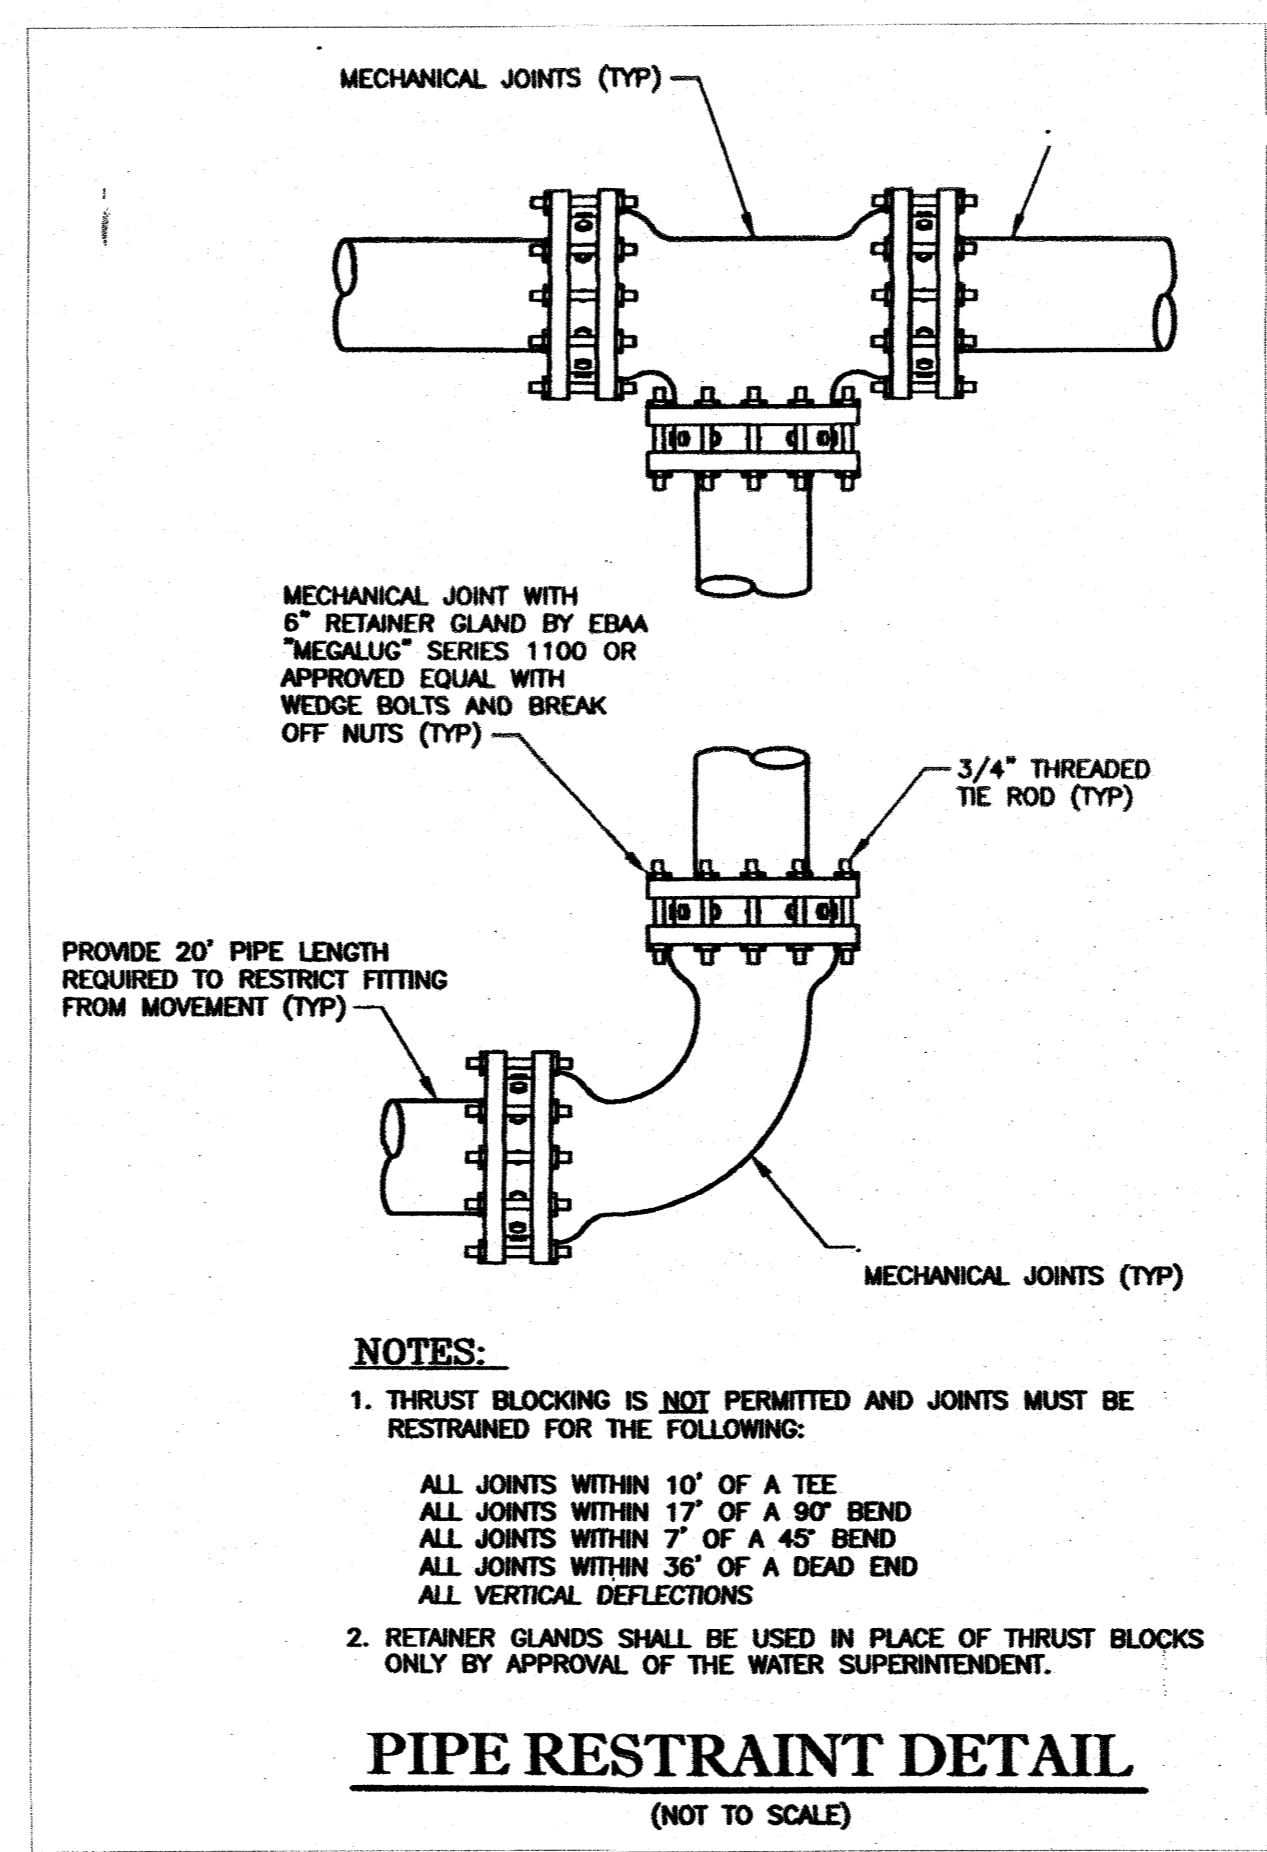 MECHANICAL JOINTS (TYP)
MECHANICAL JOINT WITH
6" RETAINER GLAND BY EBAA
"MEGALUG" SERIES 1100 OR
APPROVED EQUAL WITH
WEDGE BOLTS AND BREAK
OFF NUTS (TYP)
3/4" THREADED
TIE ROD (TYP)
PROVIDE 20' PIPE LENGTH
REQUIRED TO RESTRICT FITTING
FROM MOVEMENT (TYP)
MECHANICAL JOINTS (TYP)
NOTES:
1. THRUST BLOCKING IS NOT PERMITTED AND JOINTS MUST BE
RESTRAINED FOR THE FOLLOWING:
ALL JOINTS WITHIN 10' OF A TEE
ALL JOINTS WITHIN 17' OF A 90° BEND
ALL JOINTS WITHIN 7' OF A 45° BEND
ALL JOINTS WITHIN 36' OF A DEAD END
ALL VERTICAL DEFLECTIONS
2. RETAINER GLANDS SHALL BE USED IN PLACE OF THRUST BLOCKS
ONLY BY APPROVAL OF THE WATER SUPERINTENDENT.
PIPE RESTRAINT DETAIL
(NOT TO SCALE)